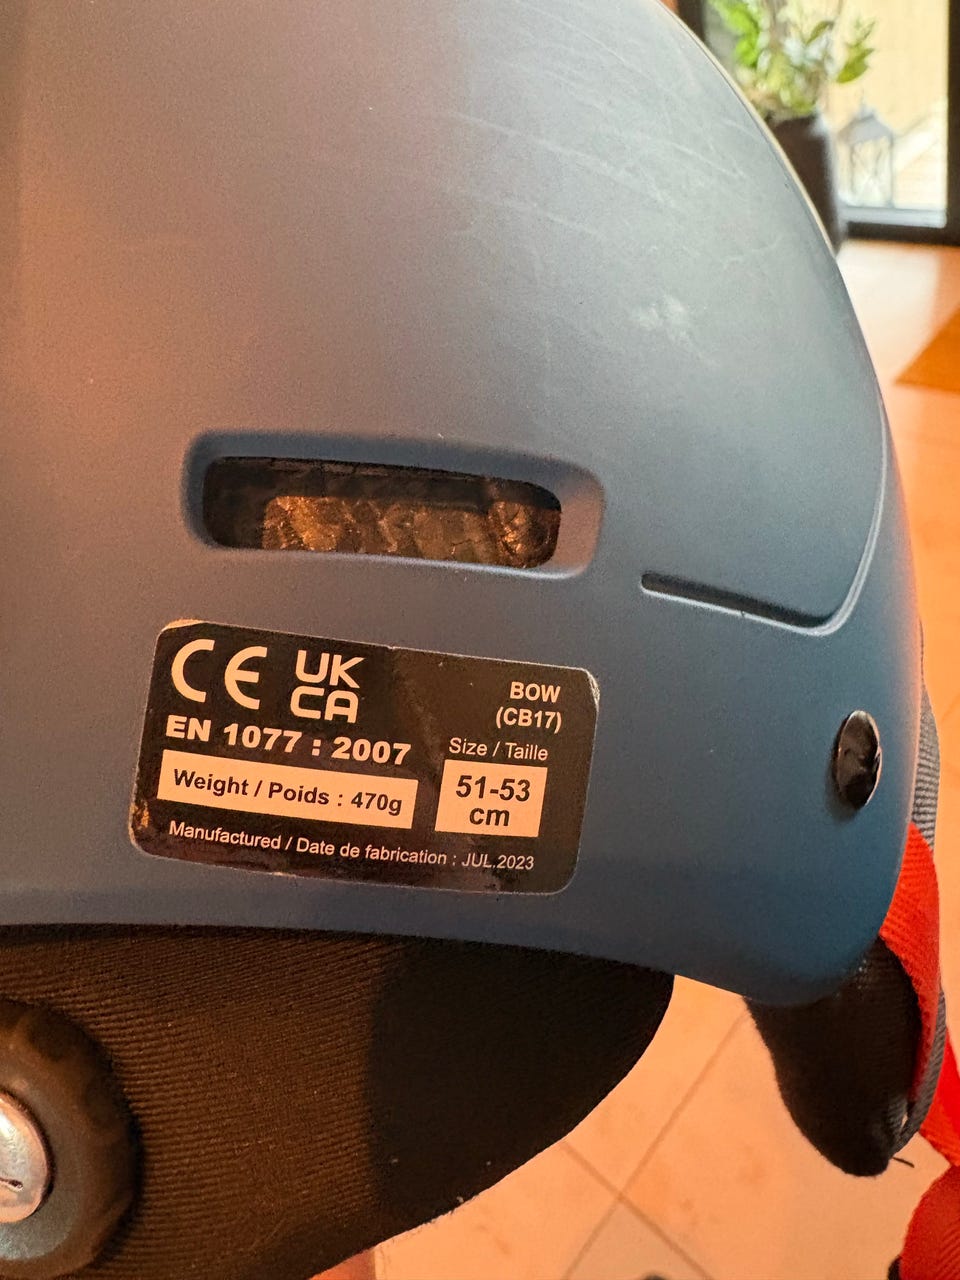 CE UK
CA
EN 1077 : 2007
Weight / Poids : 470g
BOW
(CB17)
Size / Taille
51-53
cm
Manufactured / Date de fabrication : JUL.2023